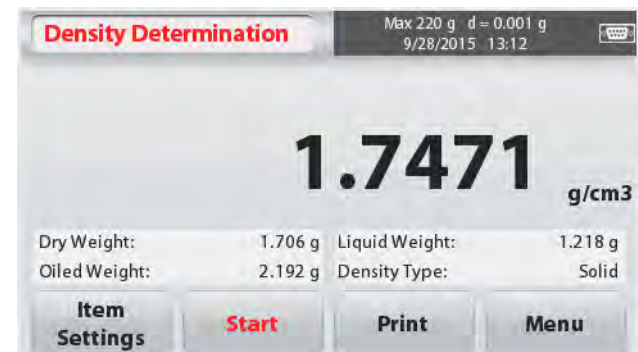 Density Determination
Max 220 g d = 0.001 g
9/28/2015 13:12
1.7471 g/cm3
Dry Weight: 1.706 g Liquid Weight: 1.218 g
Oiled Weight: 2.192 g Density Type: Solid
Item Settings
Start
Print
Menu